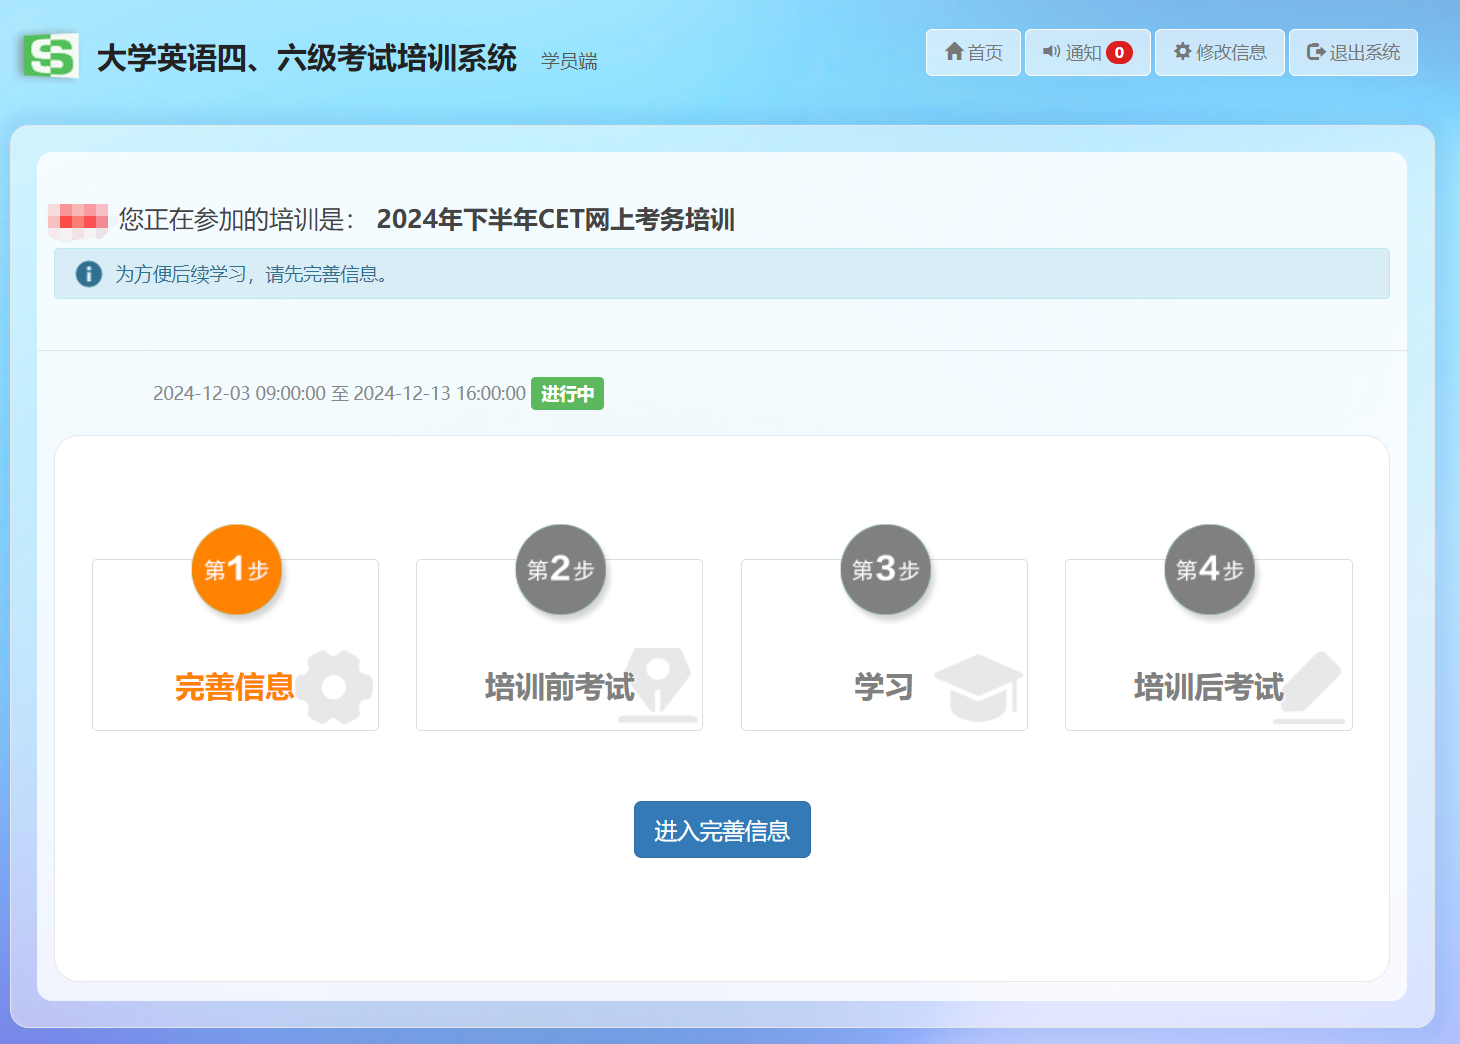 大学英语四、六级考试培训系统 学员端
首页 通知 0 修改信息 退出系统
您正在参加的培训是： 2024年下半年CET网上考务培训
为方便后续学习，请先完善信息。
2024-12-03 09:00:00 至 2024-12-13 16:00:00 进行中
第1步
完善信息
第2步
培训前考试
第3步
学习
第4步
培训后考试
进入完善信息